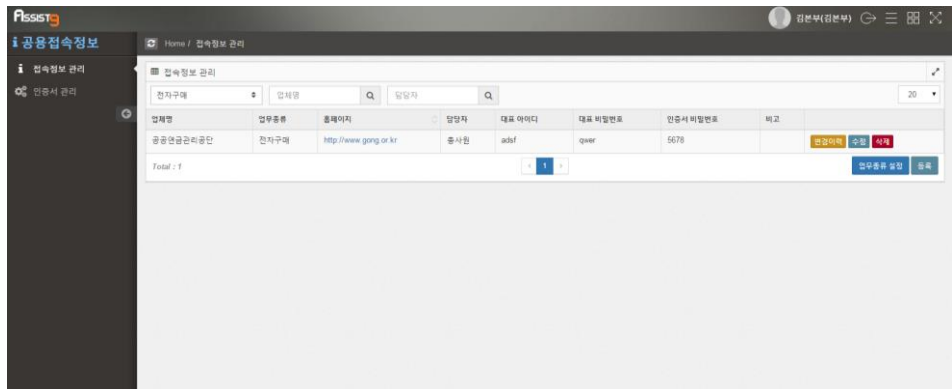 Assist9
김본부(김본부)
공용접속정보
Home / 접속정보 관리
접속정보 관리
접속정보 관리
인증서 관리
전자구매 업체명 담당자 20
업체명 업무종류 홈페이지 담당자 대표 아이디 대표 비밀번호 인증서 비밀번호 비고
공공연금관리공단 전자구매 http://www.gong.or.kr 홍사원 adsf qwer 5678 변경이력 수정 삭제
Total : 1 1 업무종류 설정 등록